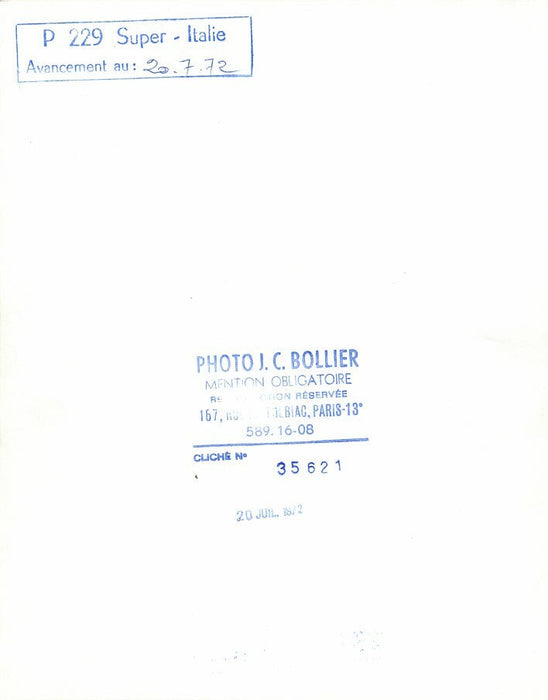 P 229 Super - Italie
Avancement au : 20.7.72
PHOTO J. C. BOLLIER
MENTION OBLIGATOIRE
RÉSERVÉE
167, PARIS-13°
589.16-08
CLICHÉ N°
35621
20 JUIL.